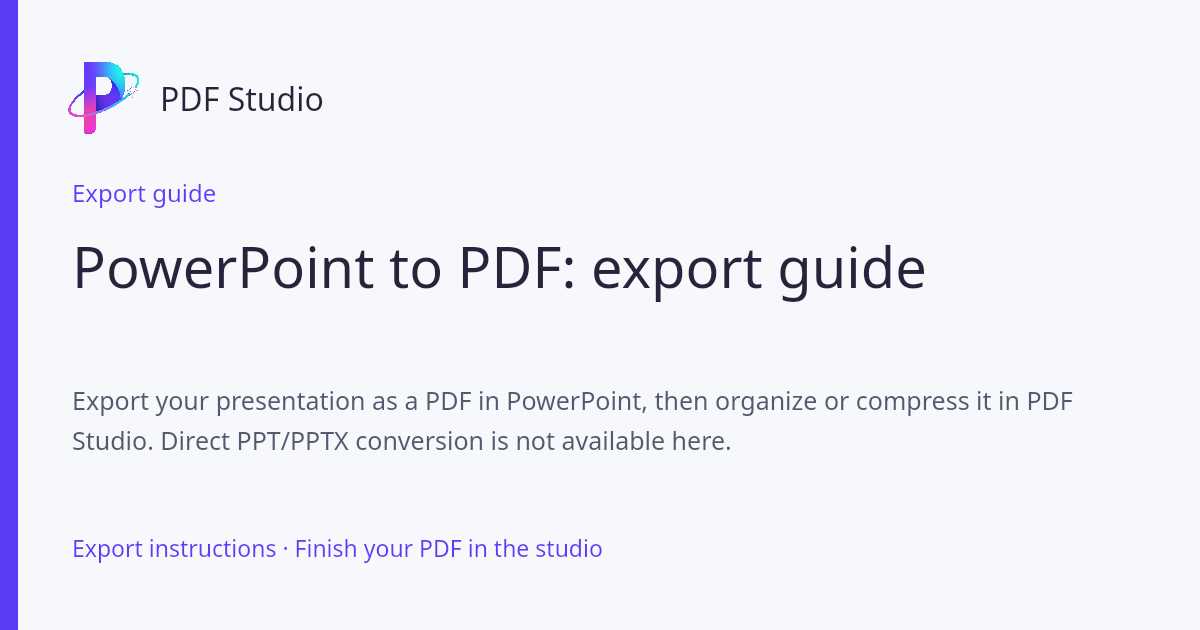 PDF Studio
Export guide
PowerPoint to PDF: export guide
Export your presentation as a PDF in PowerPoint, then organize or compress it in PDF
Studio. Direct PPT/PPTX conversion is not available here.
Export instructions · Finish your PDF in the studio